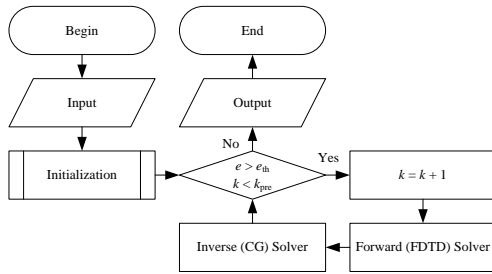 Begin
End
Input
Output
No
Initialization
e > e_th
k < k_pre
Yes
k = k + 1
Inverse (CG) Solver
Forward (FDTD) Solver